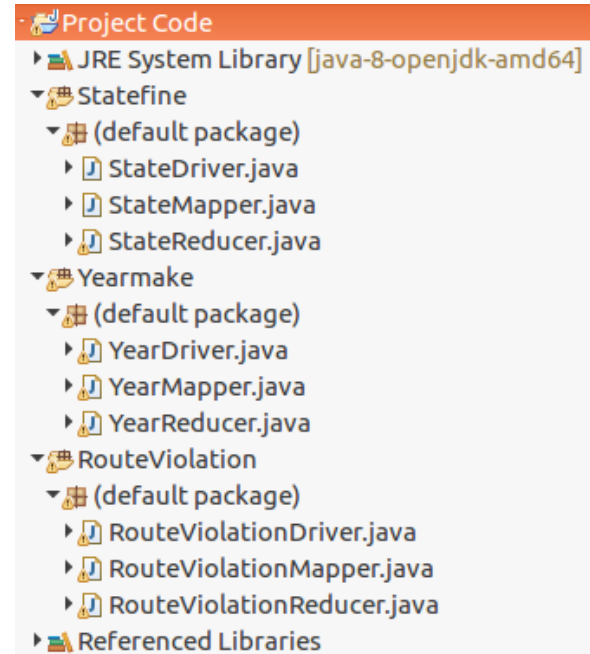 Project Code
JRE System Library [java-8-openjdk-amd64]
Statefine
(default package)
StateDriver.java
StateMapper.java
StateReducer.java
Yearmake
(default package)
YearDriver.java
YearMapper.java
YearReducer.java
RouteViolation
(default package)
RouteViolationDriver.java
RouteViolationMapper.java
RouteViolationReducer.java
Referenced Libraries